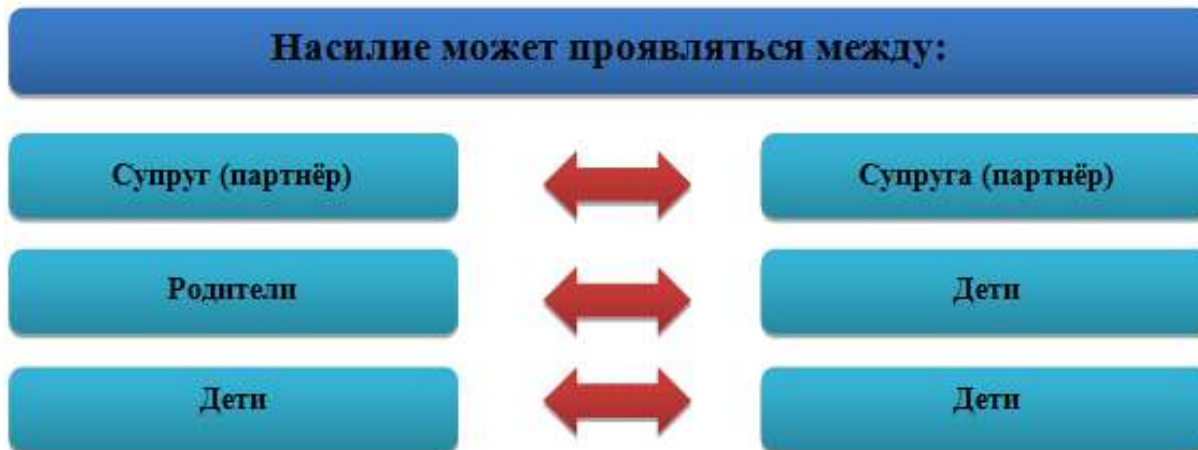 Насилие может проявляться между:
Супруг (партнёр)
Супруга (партнёр)
Родители
Дети
Дети
Дети